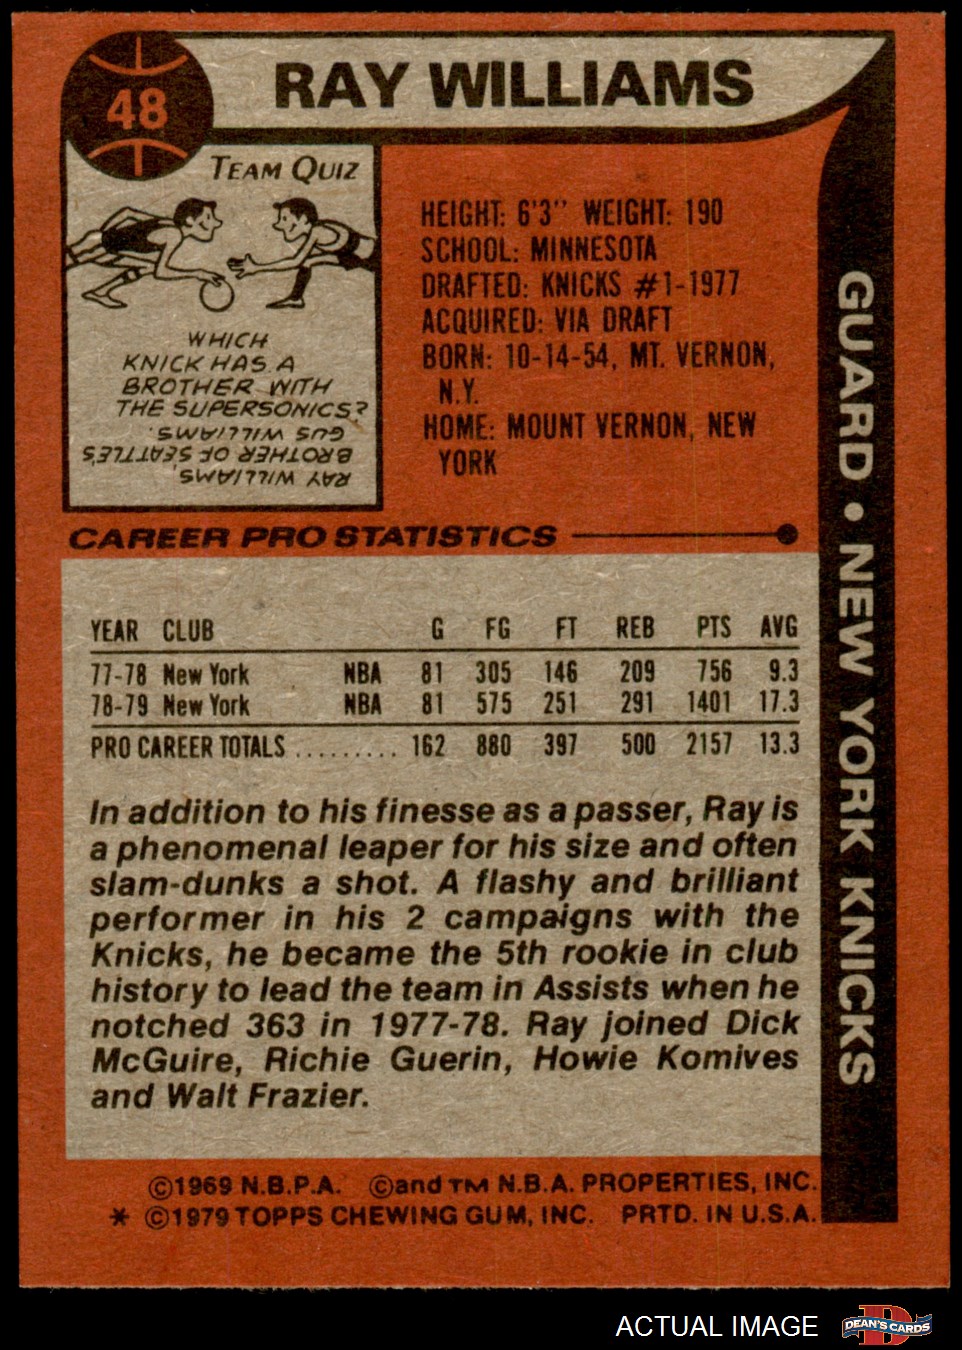 48
RAY WILLIAMS
TEAM QUIZ
WHICH
KNICK HAS A
BROTHER WITH
THE SUPERSONICS?
RAY WILLIAMS,
BROTHER OF SEATTLE'S
GUS WILLIAMS.
HEIGHT: 6'3" WEIGHT: 190
SCHOOL: MINNESOTA
DRAFTED: KNICKS #1-1977
ACQUIRED: VIA DRAFT
BORN: 10-14-54, MT. VERNON,
N.Y.
HOME: MOUNT VERNON, NEW
YORK
GUARD • NEW YORK KNICKS
CAREER PRO STATISTICS
YEAR CLUB G FG FT REB PTS AVG
77-78 New York NBA 81 305 146 209 756 9.3
78-79 New York NBA 81 575 251 291 1401 17.3
PRO CAREER TOTALS ......... 162 880 397 500 2157 13.3
In addition to his finesse as a passer, Ray is
a phenomenal leaper for his size and often
slam-dunks a shot. A flashy and brilliant
performer in his 2 campaigns with the
Knicks, he became the 5th rookie in club
history to lead the team in Assists when he
notched 363 in 1977-78. Ray joined Dick
McGuire, Richie Guerin, Howie Komives
and Walt Frazier.
©1969 N.B.P.A. ©and TM N.B.A. PROPERTIES, INC.
* ©1979 TOPPS CHEWING GUM, INC. PRTD. IN U.S.A.
ACTUAL IMAGE
D
DEAN'S CARDS